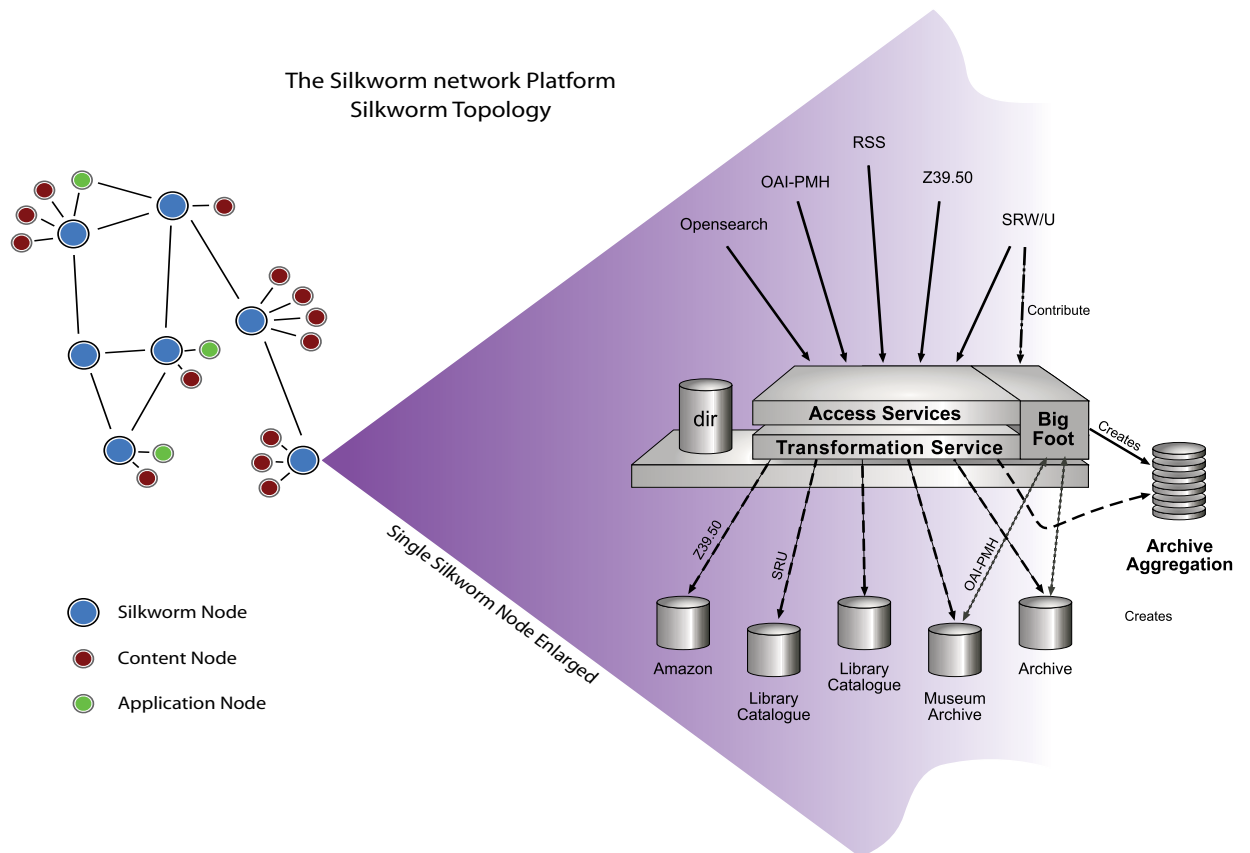 The Silkworm network Platform
Silkworm Topology
RSS
OAI-PMH
Z39.50
Opensearch
SRW/U
Contribute
dir
Access Services
Transformation Service
Big
Foot
Creates
Z39.50
SRU
OAI-PMH
Archive
Aggregation
Creates
Amazon
Library
Catalogue
Library
Catalogue
Museum
Archive
Archive
Single Silkworm Node Enlarged
Silkworm Node
Content Node
Application Node